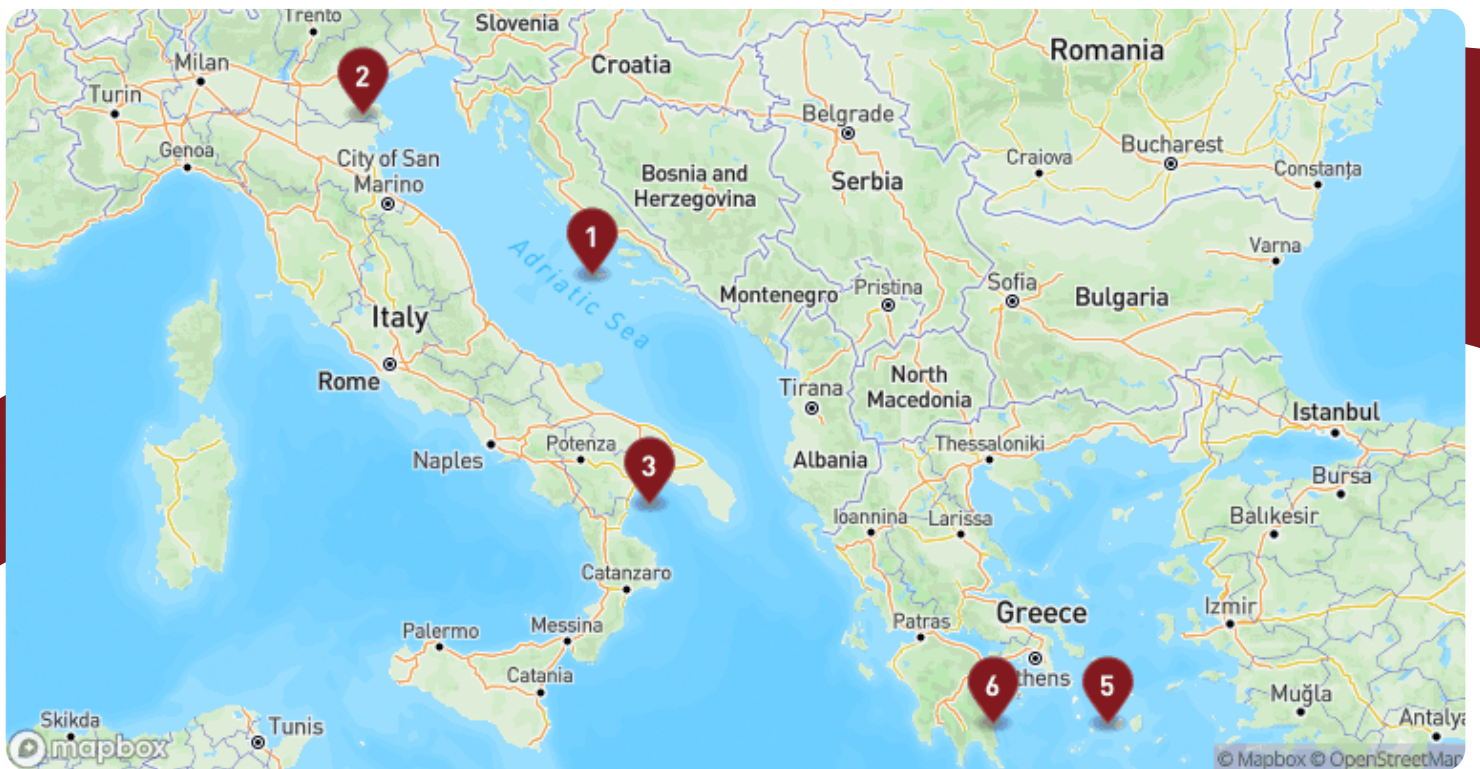 Trento
Slovenia
Romania
Milan
2
Croatia
Turin
Belgrade
Bucharest
Genoa
City of San
Marino
Craiova
Constanța
Bosnia and
Herzegovina
Serbia
1
Adriatic Sea
Varna
Montenegro
Pristina
Sofia
Bulgaria
Italy
Rome
Tirana
North
Macedonia
Istanbul
Naples
Potenza
3
Albania
Thessaloniki
Bursa
Ioannina
Larissa
Balıkesir
Catanzaro
Izmir
Greece
Patras
Palermo
Messina
Catania
6
thens
5
Muğla
Skikda
Tunis
Antalya
mapbox
© Mapbox © OpenStreetMap